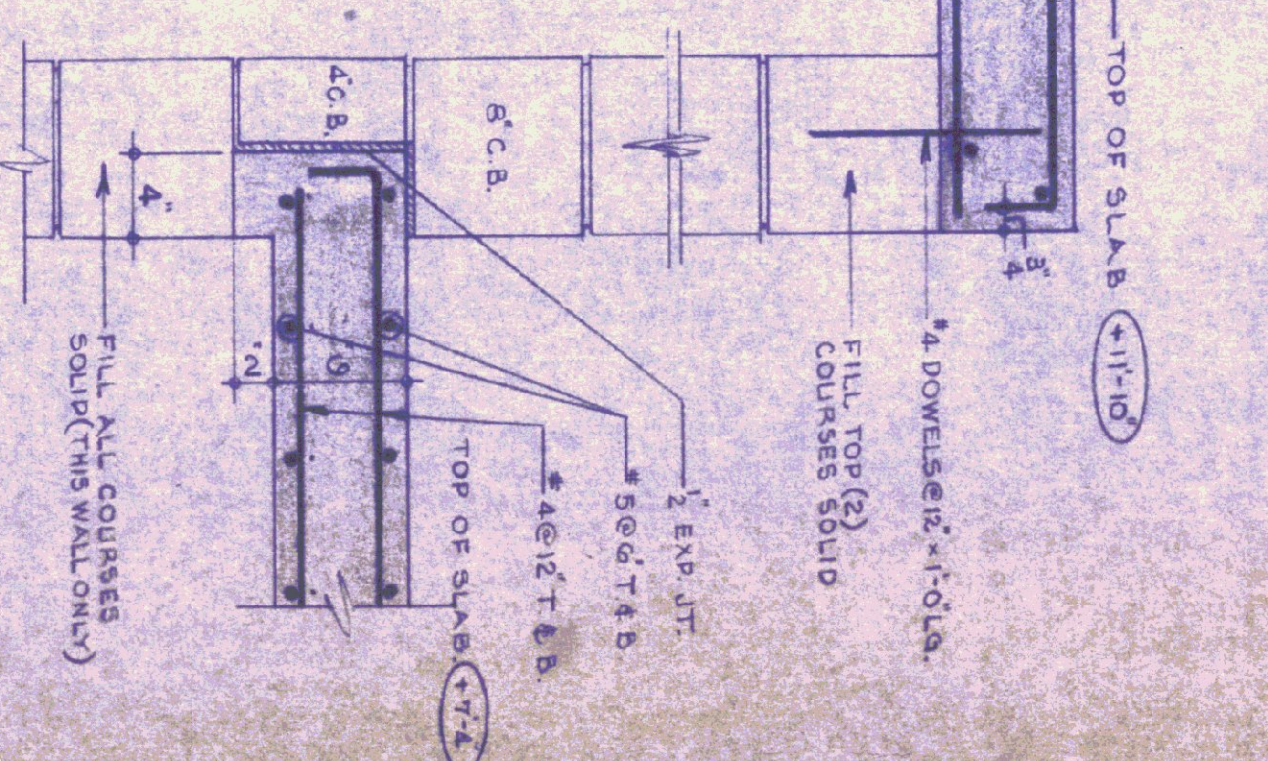 TOP OF SLAB +11'-10"
3/4"
#4 DOWELS@12" × 1'-0" LG.
FILL TOP (2)
COURSES SOLID
8" C.B.
4" C.B.
1/2" EXP. JT.
#5@6" T & B
#4@12" T & B.
TOP OF SLAB. +7'-4"
6
2"
4"
FILL ALL COURSES
SOLID (THIS WALL ONLY)